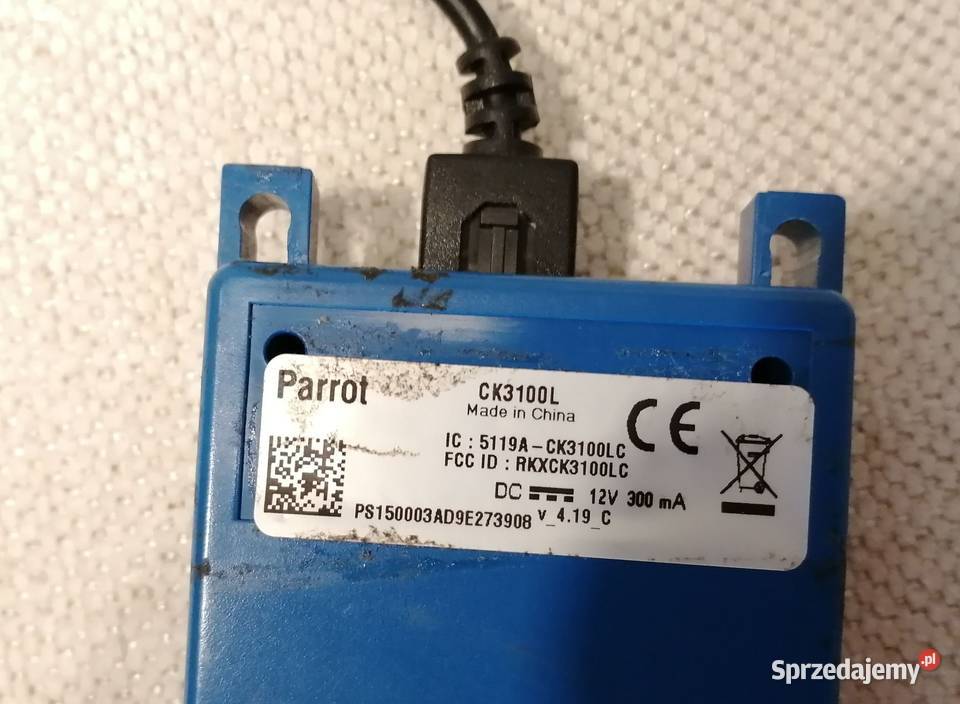 Parrot
CK3100L
Made in China
IC : 5119A-CK3100LC
FCC ID : RKXCK3100LC
CE
DC 12V 300 mA
PS150003AD9E273908 v_4.19_C
Sprzedajemy.pl